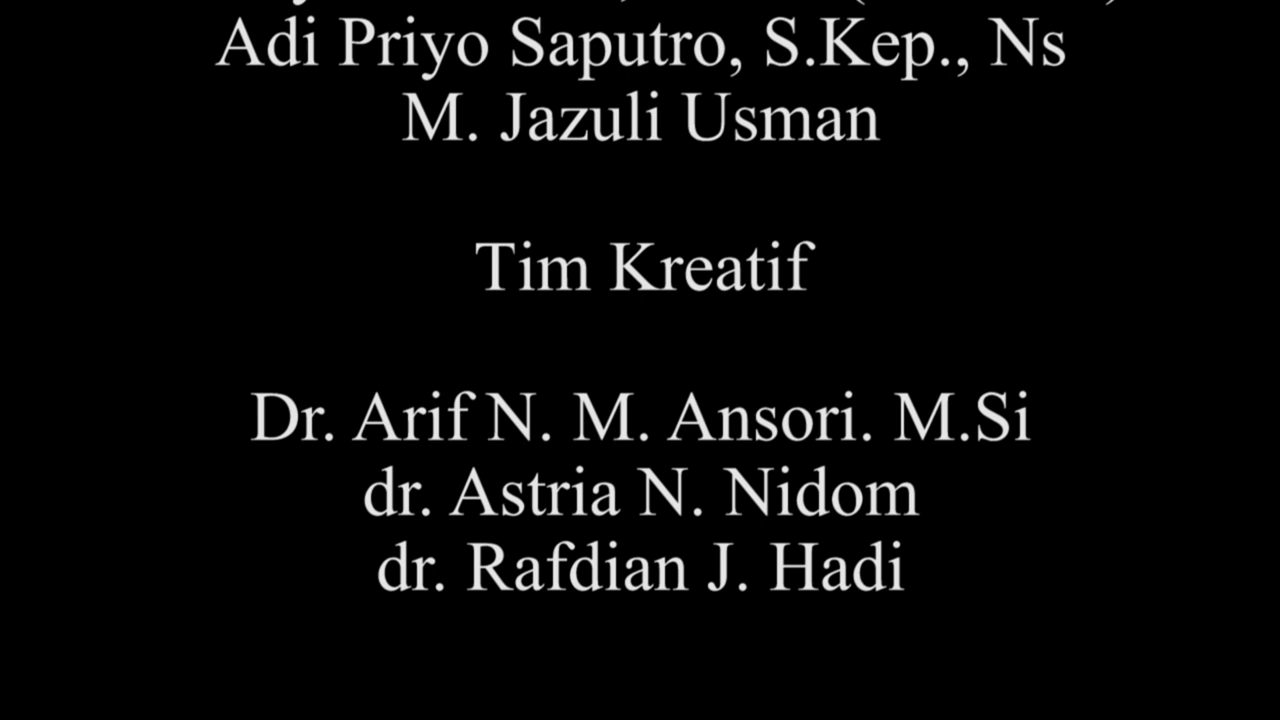 Adi Priyo Saputro, S.Kep., Ns
M. Jazuli Usman
Tim Kreatif
Dr. Arif N. M. Ansori. M.Si
dr. Astria N. Nidom
dr. Rafdian J. Hadi